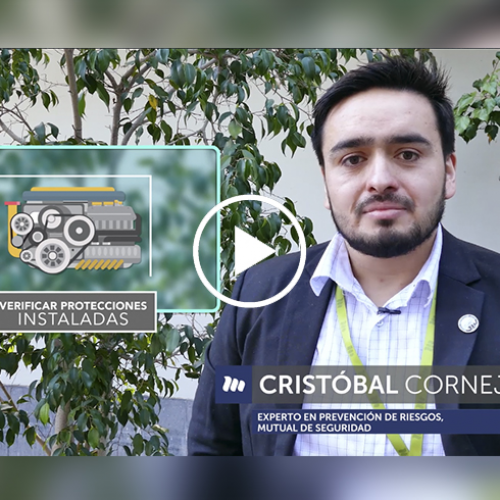 VERIFICAR PROTECCIONES
INSTALADAS
CRISTÓBAL CORNEJ
EXPERTO EN PREVENCIÓN DE RIESGOS,
MUTUAL DE SEGURIDAD